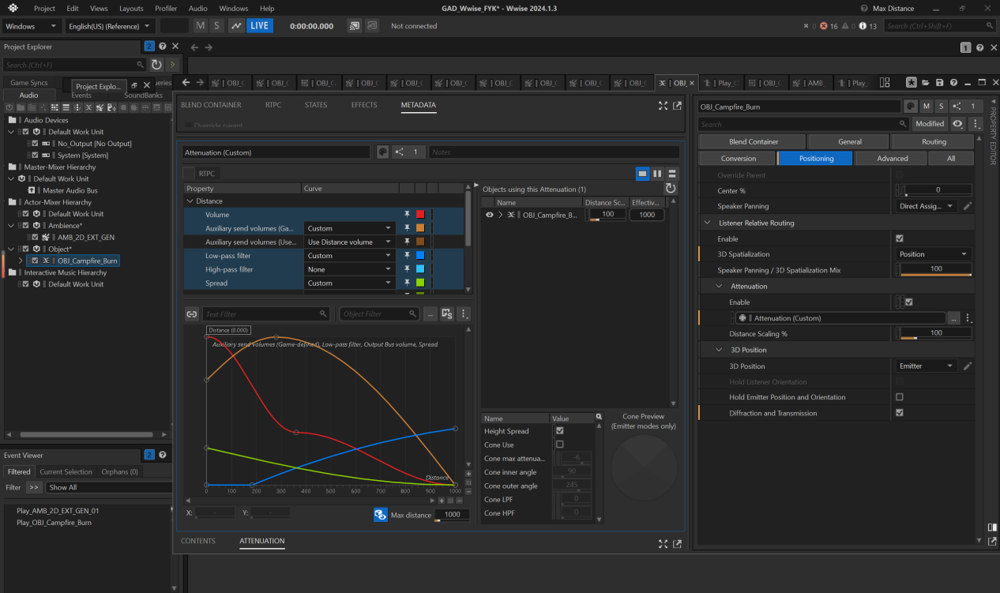 Project Edit Views Layouts Profiler Audio Windows Help GAD_Wwise_FYK* - Wwise 2024.1.3 Max Distance
Windows English(US) (Reference) M S LIVE 0:00:00.000 Not connected 0 16 0 13 Search (Ctrl+Shift+F)
Project Explorer 2
Search (Ctrl+F)
Game Syncs Project Explo... ueries
Audio Events SoundBanks
Audio Devices
Default Work Unit
No_Output [No Output]
System [System]
Master-Mixer Hierarchy
Default Work Unit
Master Audio Bus
Actor-Mixer Hierarchy
Default Work Unit
Ambience*
AMB_2D_EXT_GEN
Object*
OBJ_Campfire_Burn
Interactive Music Hierarchy
Default Work Unit
Event Viewer 2
Filtered Current Selection Orphans (0)
Filter >> Show All
Play_AMB_2D_EXT_GEN_01
Play_OBJ_Campfire_Burn
1
OBJ_C OBJ_C OBJ_C OBJ_C OBJ_C OBJ_C OBJ_C OBJ_C OBJ_C OBJ_C OBJ_ Play_ OBJ_C AMB_ Play_
BLEND CONTAINER RTPC STATES EFFECTS METADATA
Override parent
Attenuation (Custom) 1 Notes
RTPC
Property Curve
Distance
Volume
Auxiliary send volumes (Ga... Custom
Auxiliary send volumes (Use... Use Distance volume
Low-pass filter Custom
High-pass filter None
Spread Custom
Text Filter Object Filter ...
Distance (0.000)
Auxiliary send volumes (Game-defined), Low-pass filter, Output Bus volume, Spread
Distance
0 100 200 300 400 500 600 700 800 900 1000
X: - Y: - Max distance 1000
CONTENTS ATTENUATION
Objects using this Attenuation (1)
Name Distance Sc... Effectiv...
OBJ_Campfire_B... 100 1000
Name Value
Height Spread
Cone Use
Cone max attenua... -6
Cone inner angle 90
Cone outer angle 245
Cone LPF 0
Cone HPF 0
Cone Preview
(Emitter modes only)
OBJ_Campfire_Burn M S 1
Search Modified
Blend Container General Routing
Conversion Positioning Advanced All
Override Parent
Center % 0
Speaker Panning Direct Assig...
Listener Relative Routing
Enable
3D Spatialization Position
Speaker Panning / 3D Spatialization Mix 100
Attenuation
Enable
Attenuation (Custom) ...
Distance Scaling % 100
3D Position
3D Position Emitter
Hold Listener Orientation
Hold Emitter Position and Orientation
Diffraction and Transmission
PROPERTY EDITOR